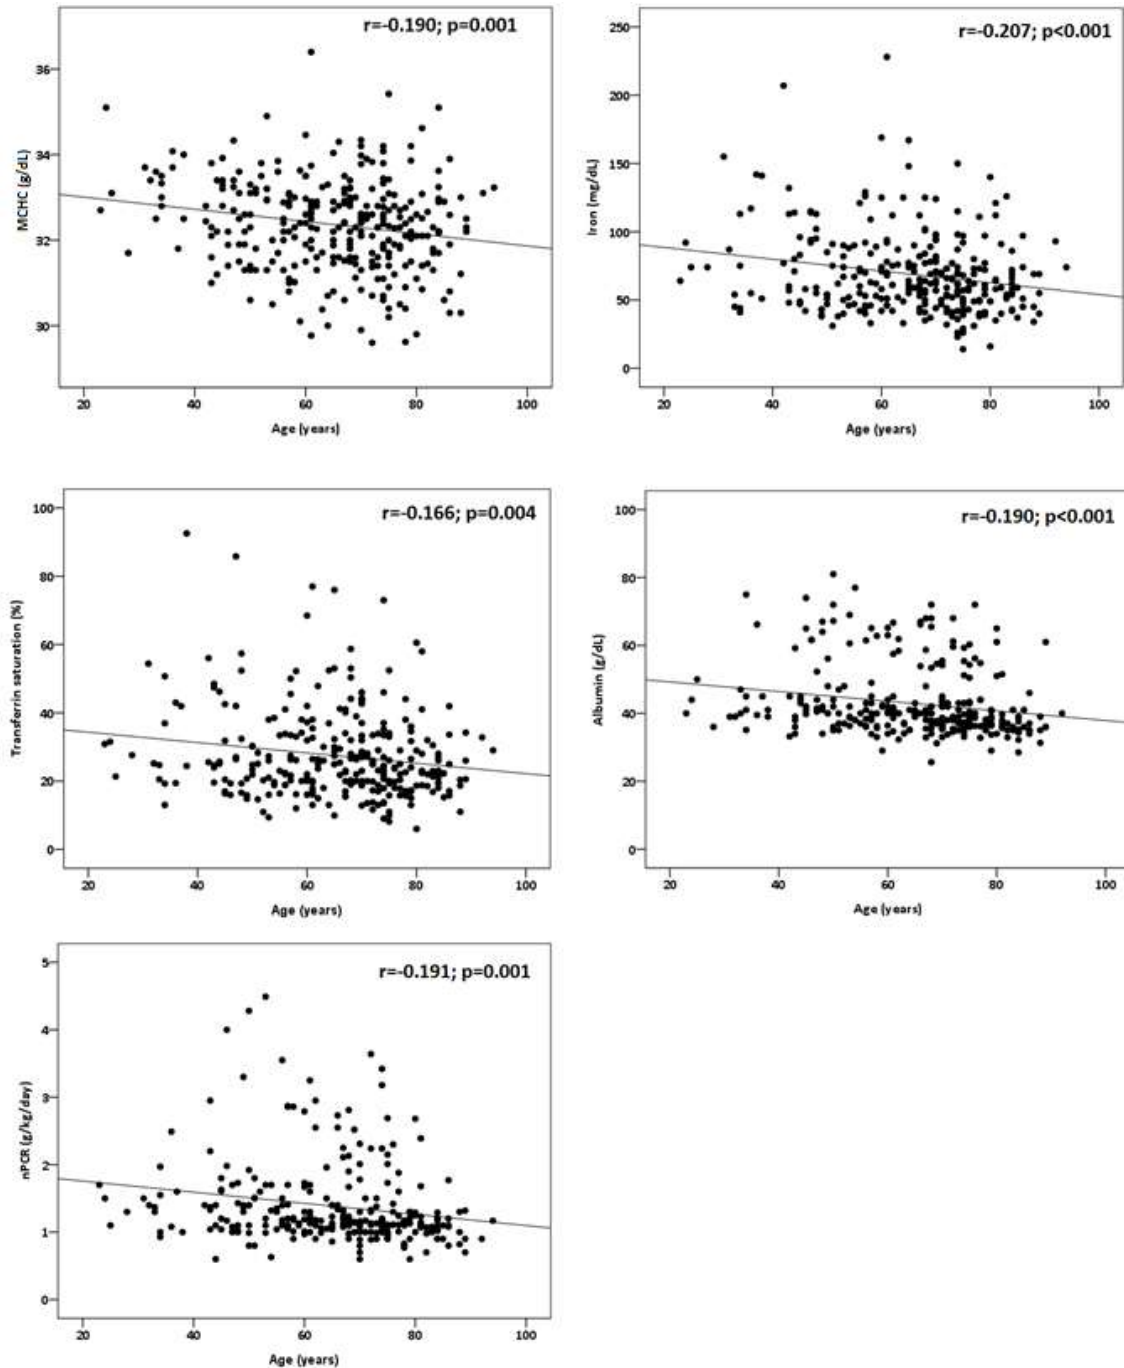 r=-0.190; p=0.001
MCHC (g/dL)
36
34
32
30
20 40 60 80 100
Age (years)
r=-0.207; p<0.001
Iron (mg/dL)
250
200
150
100
50
0
20 40 60 80 100
Age (years)
r=-0.166; p=0.004
Transferrin saturation (%)
100
80
60
40
20
0
20 40 60 80 100
Age (years)
r=-0.190; p<0.001
Albumin (g/dL)
100
80
60
40
20
0
20 40 60 80 100
Age (years)
r=-0.191; p=0.001
nPCR (g/kg/day)
5
4
3
2
1
0
20 40 60 80 100
Age (years)